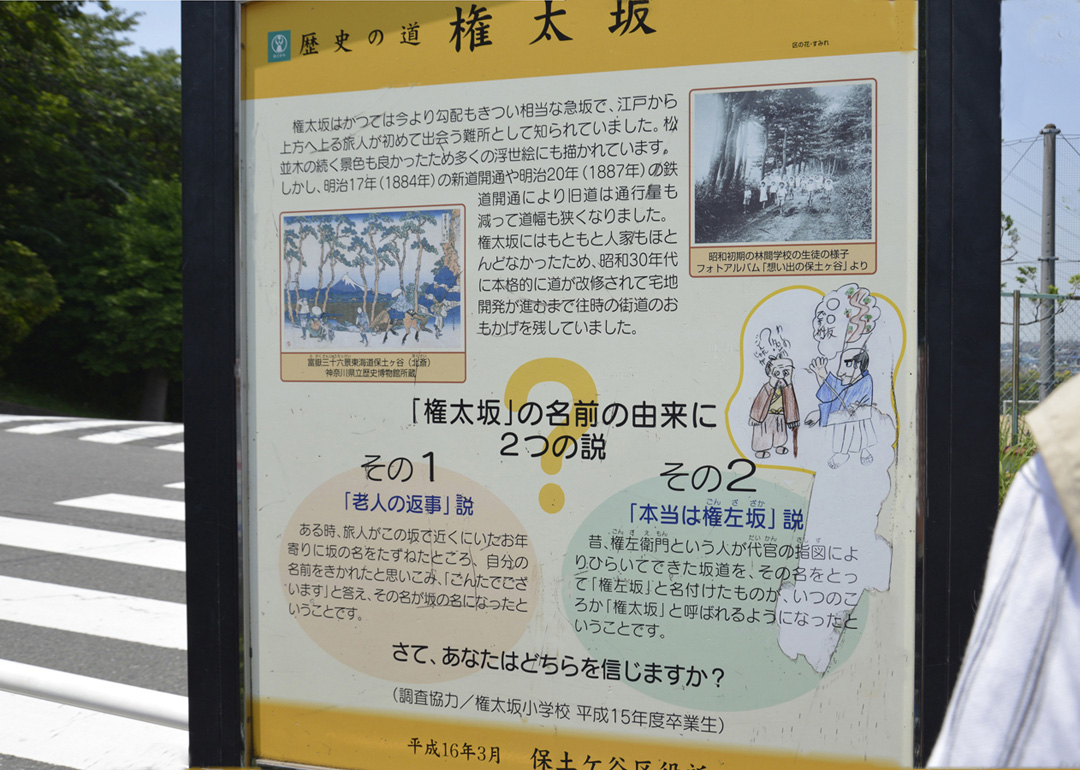 歴史の道 権太坂
区の花・すみれ
権太坂はかつては今より勾配もきつい相当な急坂で、江戸から
上方へ上る旅人が初めて出会う難所として知られていました。松
並木の続く景色も良かったため多くの浮世絵にも描かれています。
しかし、明治17年（1884年）の新道開通や明治20年（1887年）の鉄
道開通により旧道は通行量も
減って道幅も狭くなりました。
権太坂にはもともと人家もほと
んどなかったため、昭和30年代
に本格的に道が改修されて宅地
開発が進むまで往時の街道のお
もかげを残していました。
昭和初期の林間学校の生徒の様子
フォトアルバム「想い出の保土ヶ谷」より
富嶽三十六景東海道保土ヶ谷（北斎）
神奈川県立歴史博物館所蔵
「権太坂」の名前の由来に
2つの説
?
その1
「老人の返事」説
ある時、旅人がこの坂で近くにいたお年
寄りに坂の名をたずねたところ、自分の
名前をきかれたと思いこみ、「ごんたでござ
います」と答え、その名が坂の名になったと
いうことです。
その2
「本当は権左坂」説
昔、権左衛門という人が代官の指図によ
りひらいてできた坂道を、その名をとっ
て「権左坂」と名付けたものが、いつのこ
ろか「権太坂」と呼ばれるようになったと
いうことです。
さて、あなたはどちらを信じますか？
（調査協力／権太坂小学校 平成15年度卒業生）
平成16年3月 保土ケ谷区役所